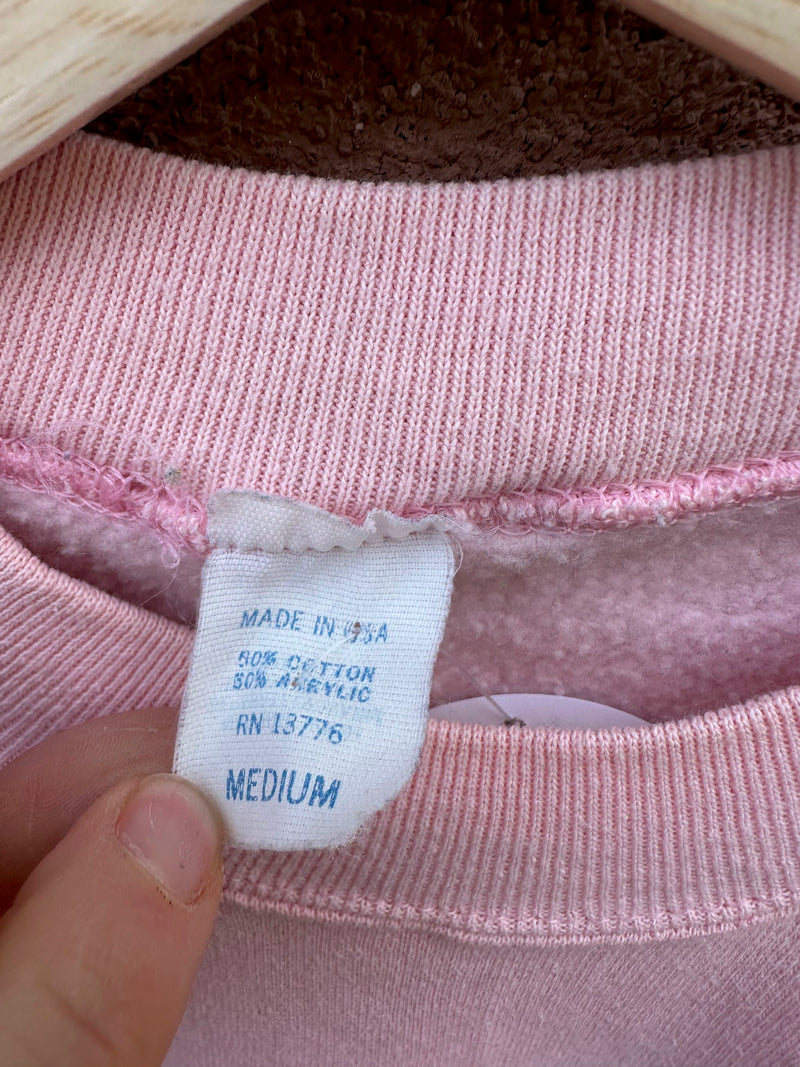 MADE IN USA
50% COTTON
50% ACRYLIC
RN 13776
MEDIUM